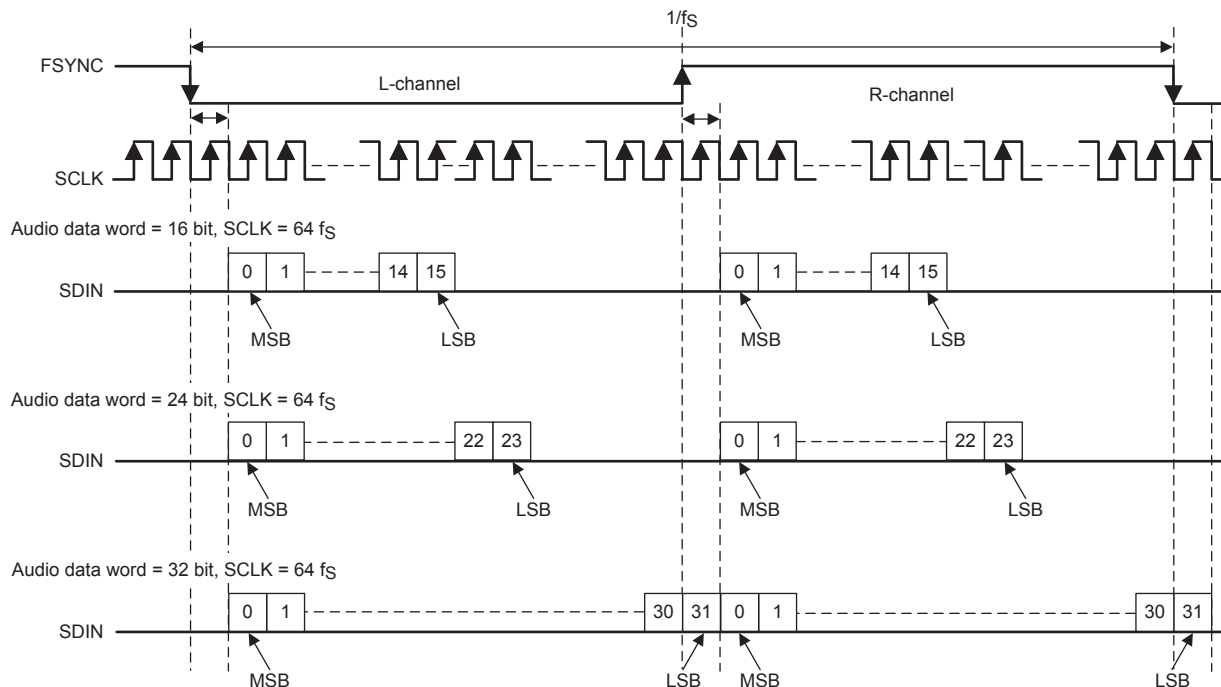 1/fS
FSYNC
L-channel
R-channel
SCLK
Audio data word = 16 bit, SCLK = 64 fS
0 1 14 15 0 1 14 15
SDIN
MSB LSB MSB LSB
Audio data word = 24 bit, SCLK = 64 fS
0 1 22 23 0 1 22 23
SDIN
MSB LSB MSB LSB
Audio data word = 32 bit, SCLK = 64 fS
0 1 30 31 0 1 30 31
SDIN
MSB LSB MSB LSB